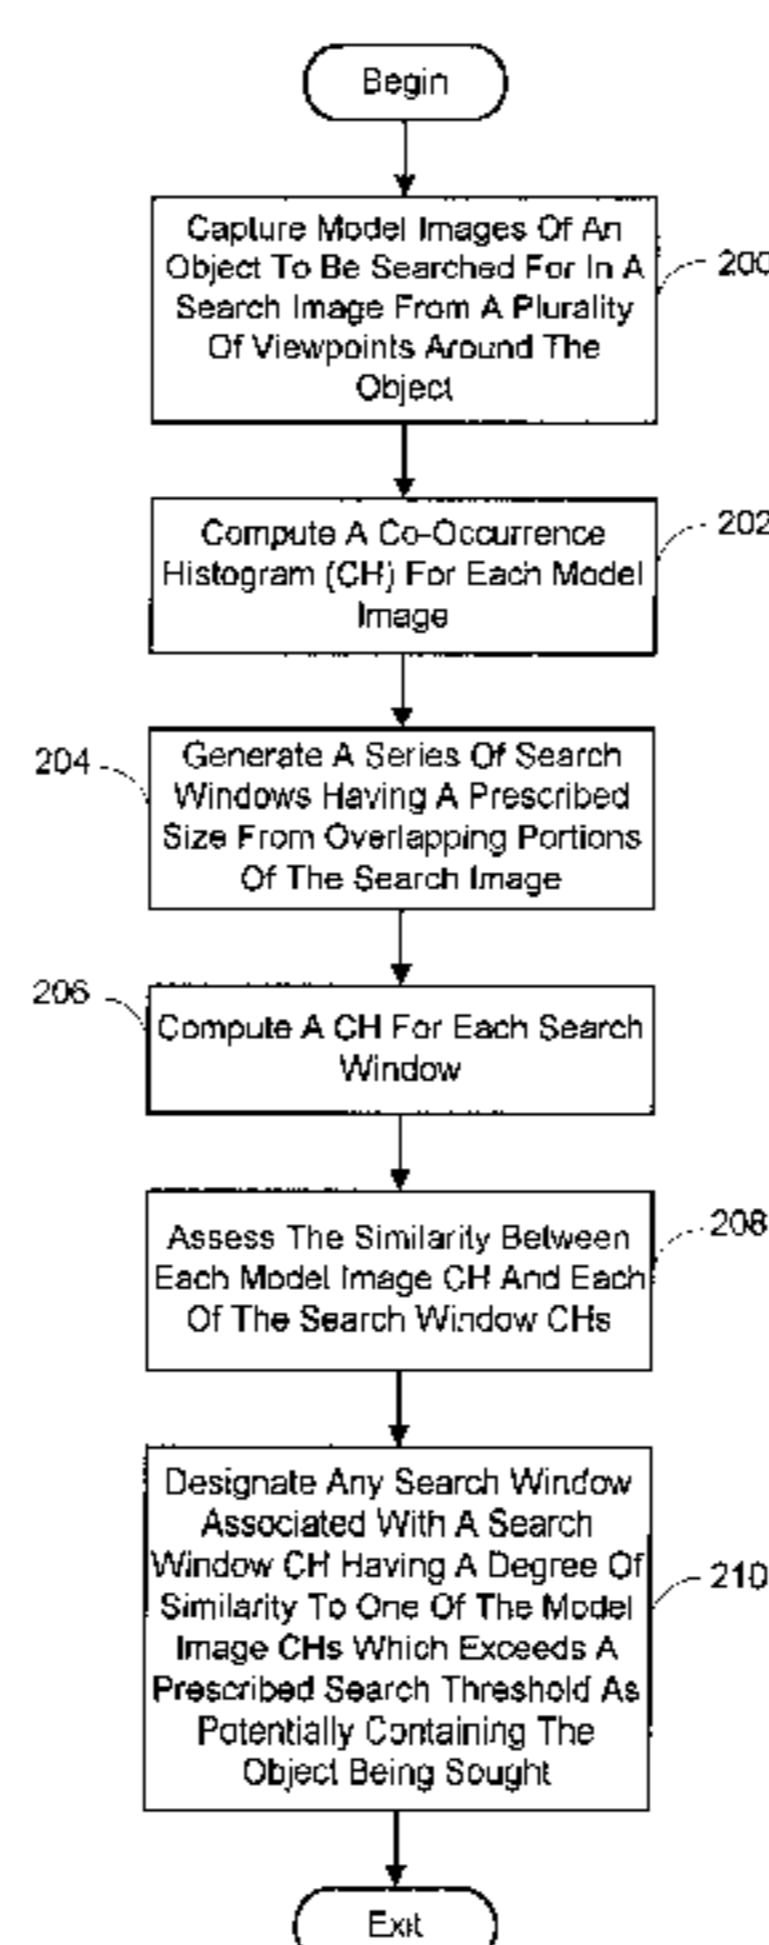 Begin
Capture Model Images Of An
Object To Be Searched For In A
Search Image From A Plurality
Of Viewpoints Around The
Object
200
Compute A Co-Occurrence
Histogram (CH) For Each Model
Image
202
204
Generate A Series Of Search
Windows Having A Prescribed
Size From Overlapping Portions
Of The Search Image
206
Compute A CH For Each Search
Window
Assess The Similarity Between
Each Model Image CH And Each
Of The Search Window CHs
208
Designate Any Search Window
Associated With A Search
Window CH Having A Degree Of
Similarity To One Of The Model
Image CHs Which Exceeds A
Prescribed Search Threshold As
Potentially Containing The
Object Being Sought
210
Exit